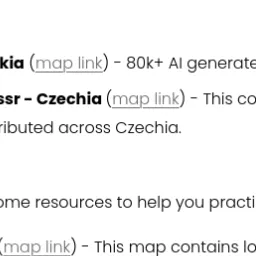 kia (map link) - 80k+ AI generate
ssr - Czechia (map link) - This co
ributed across Czechia.
ome resources to help you practi
(map link) - This map contains lo